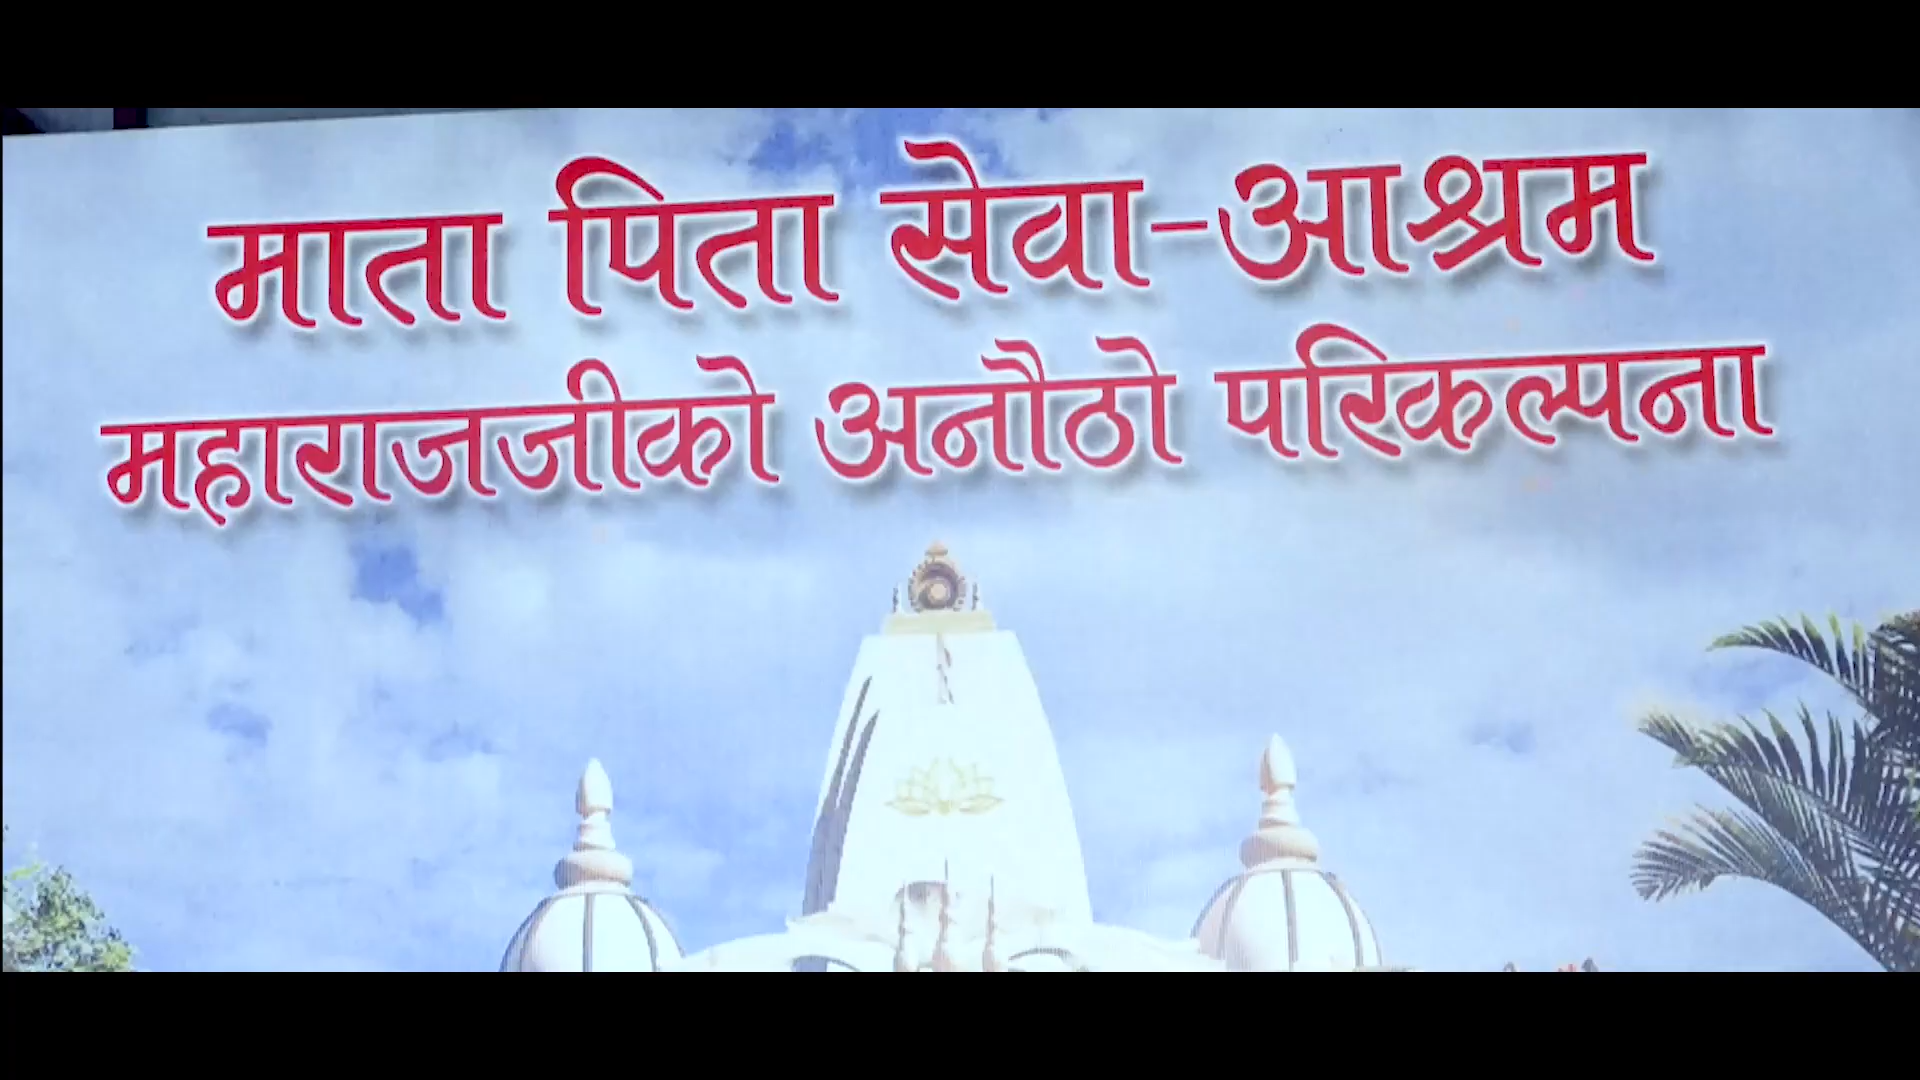 माता पिता सेवा-आश्रम
महाराजजीको अनौठो परिकल्पना